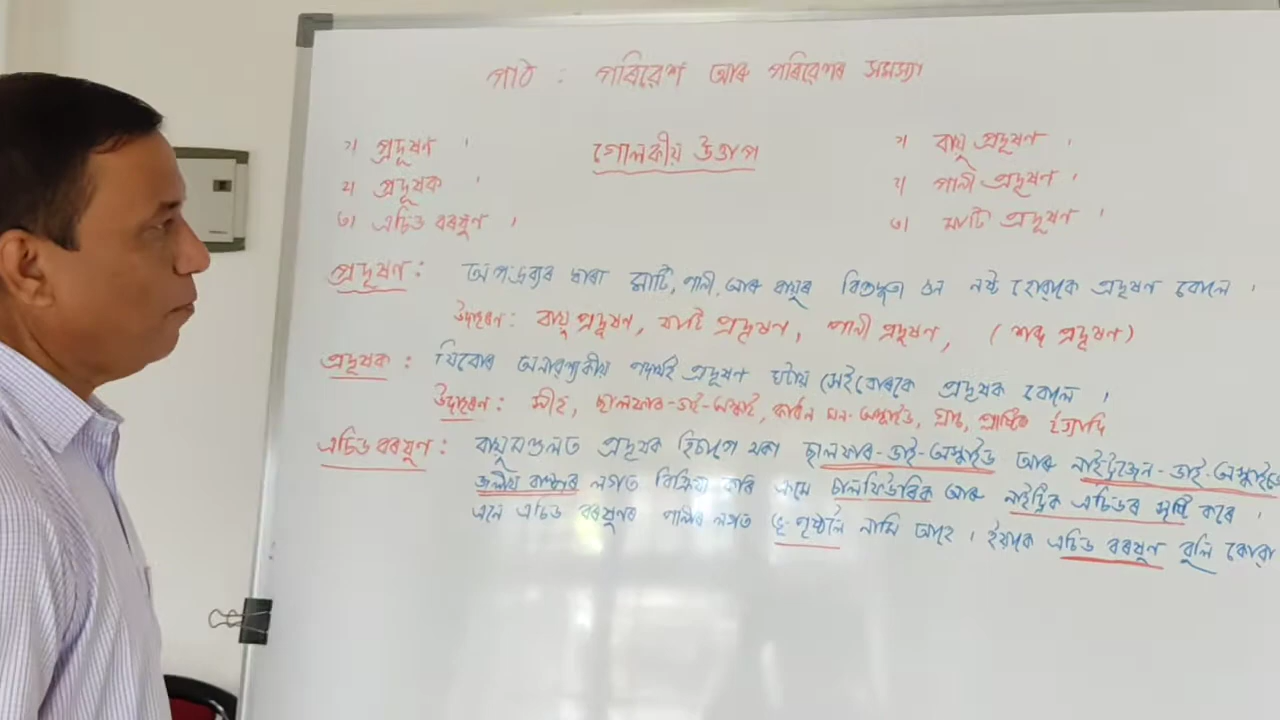 পাঠ : পৰিৱেশ আৰু পৰিৱেশৰ সমস্যা
১। প্ৰদূষণ ।
গোলকীয় উত্তাপ
১। বায়ু প্ৰদূষণ ।
২। প্ৰদূষক ।
২। পানী প্ৰদূষণ ।
৩। এচিড বৰষুণ ।
৩। মাটি প্ৰদূষণ ।
প্ৰদূষণ : অপদ্ৰব্যৰ দ্বাৰা মাটি, পানী, আৰু বায়ুৰ বিশুদ্ধতা নষ্ট হোৱাকে প্ৰদূষণ বোলে ।
উদাহৰণ : বায়ু প্ৰদূষণ, মাটি প্ৰদূষণ, পানী প্ৰদূষণ, (শব্দ প্ৰদূষণ)
প্ৰদূষক : যিবোৰ অনাৱশ্যকীয় পদাৰ্থই প্ৰদূষণ ঘটায় সেইবোৰকে প্ৰদূষক বোলে ।
উদাহৰণ : সীহ, ছালফাৰ-ডাই-অক্সাইড, কাৰ্বন মন-অক্সাইড, প্লাষ্টিক ইত্যাদি
এচিড বৰষুণ : বায়ুমণ্ডলত প্ৰদূষক হিচাপে থকা ছালফাৰ-ডাই-অক্সাইড আৰু নাইট্ৰজেন-ডাই-অক্সাইডে
জলীয় বাষ্পৰ লগত বিক্ৰিয়া কৰি ক্ৰমে চালফিউৰিক আৰু নাইট্ৰিক এচিডৰ সৃষ্টি কৰে ।
এনে এচিড বৰষুণৰ পানীৰ লগত ভূ-পৃষ্ঠলৈ নামি আহে । ইয়াকে এচিড বৰষুণ বুলি কোৱা